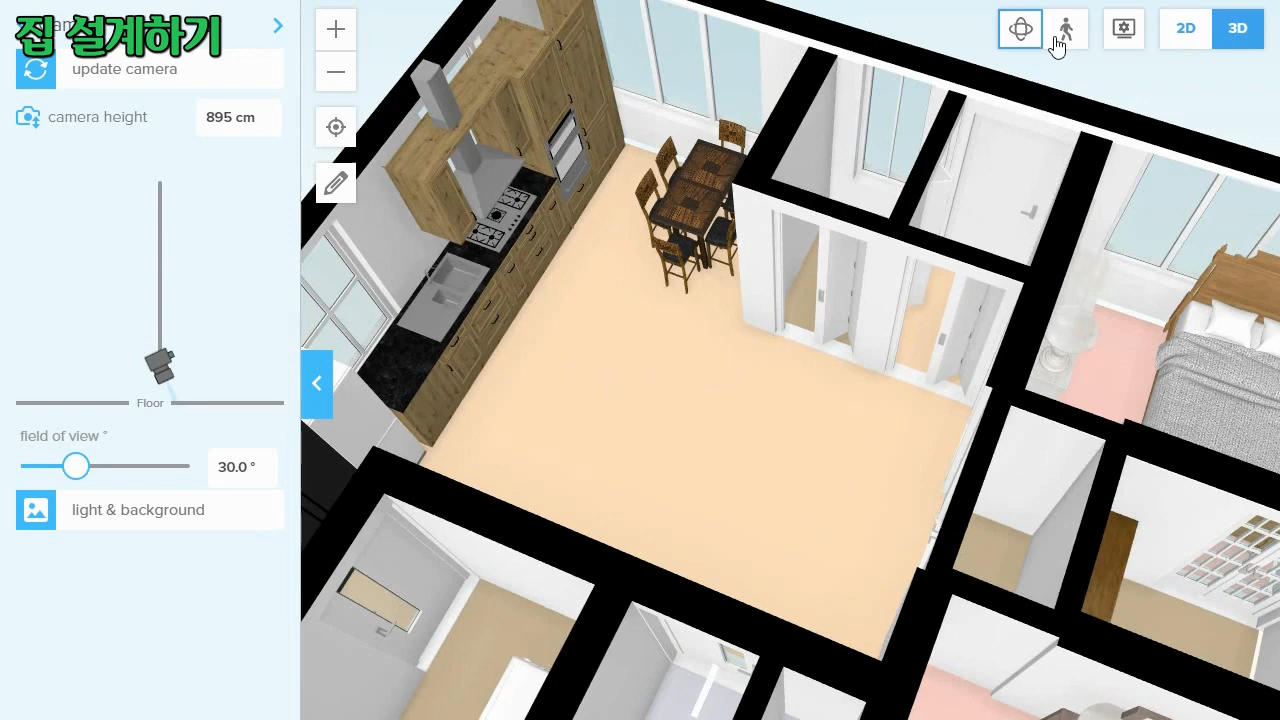 집 설계하기
update camera
camera height
895 cm
Floor
field of view °
30.0 °
light & background
2D
3D